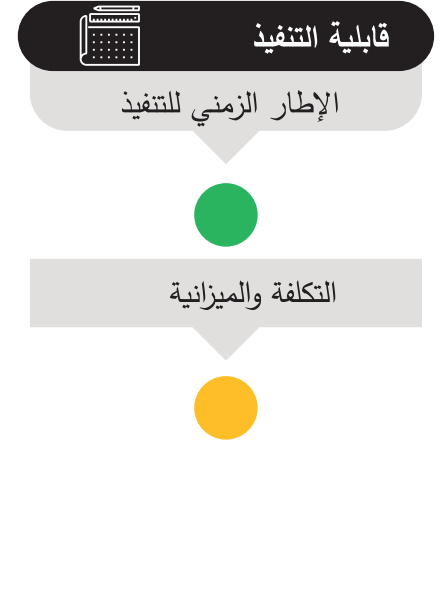 قابلية التنفيذ
الإطار الزمني للتنفيذ
التكلفة والميزانية